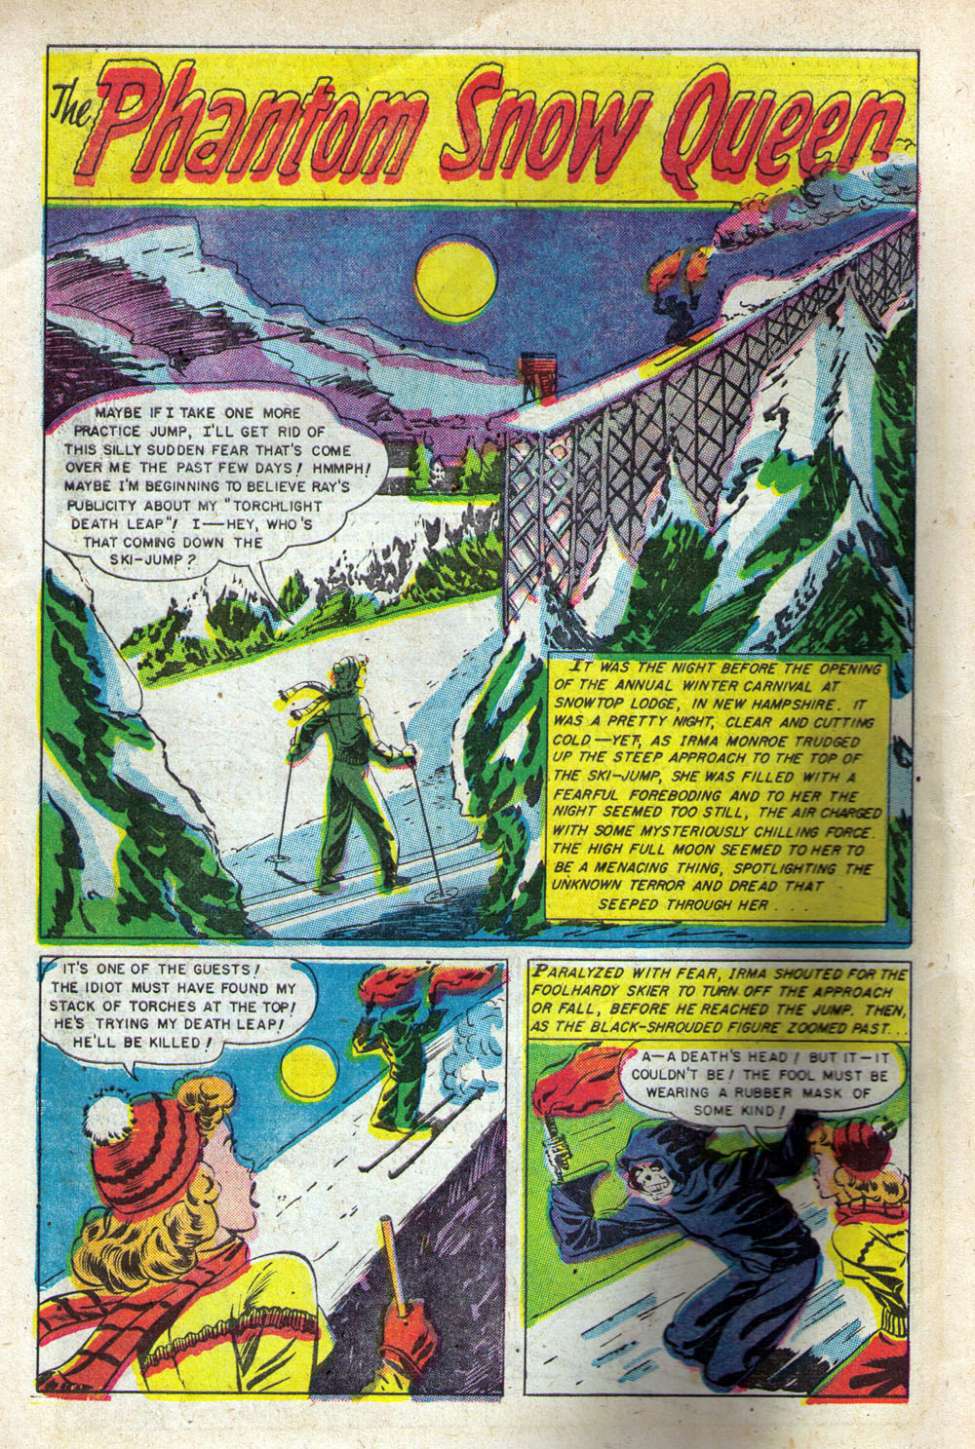 The Phantom Snow Queen
MAYBE IF I TAKE ONE MORE
PRACTICE JUMP, I'LL GET RID OF
THIS SILLY SUDDEN FEAR THAT'S COME
OVER ME THE PAST FEW DAYS! HMMPH!
MAYBE I'M BEGINNING TO BELIEVE RAY'S
PUBLICITY ABOUT MY "TORCHLIGHT
DEATH LEAP"! I--HEY, WHO'S
THAT COMING DOWN THE
SKI-JUMP?
IT WAS THE NIGHT BEFORE THE OPENING
OF THE ANNUAL WINTER CARNIVAL AT
SNOWTOP LODGE, IN NEW HAMPSHIRE. IT
WAS A PRETTY NIGHT, CLEAR AND CUTTING
COLD--YET, AS IRMA MONROE TRUDGED
UP THE STEEP APPROACH TO THE TOP OF
THE SKI-JUMP, SHE WAS FILLED WITH A
FEARFUL FOREBODING AND TO HER THE
NIGHT SEEMED TOO STILL, THE AIR CHARGED
WITH SOME MYSTERIOUSLY CHILLING FORCE.
THE HIGH FULL MOON SEEMED TO HER TO
BE A MENACING THING, SPOTLIGHTING THE
UNKNOWN TERROR AND DREAD THAT
SEEPED THROUGH HER . . . .
IT'S ONE OF THE GUESTS!
THE IDIOT MUST HAVE FOUND MY
STACK OF TORCHES AT THE TOP!
HE'S TRYING MY DEATH LEAP!
HE'LL BE KILLED!
PARALYZED WITH FEAR, IRMA SHOUTED FOR THE
FOOLHARDY SKIER TO TURN OFF THE APPROACH
OR FALL, BEFORE HE REACHED THE JUMP. THEN,
AS THE BLACK-SHROUDED FIGURE ZOOMED PAST...
A--A DEATH'S HEAD! BUT IT--IT
COULDN'T BE! THE FOOL MUST BE
WEARING A RUBBER MASK OF
SOME KIND!